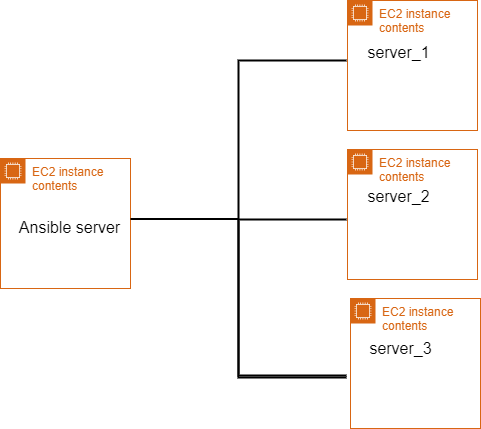 EC2 instance
contents
server_1
EC2 instance
contents
server_2
EC2 instance
contents
Ansible server
EC2 instance
contents
server_3